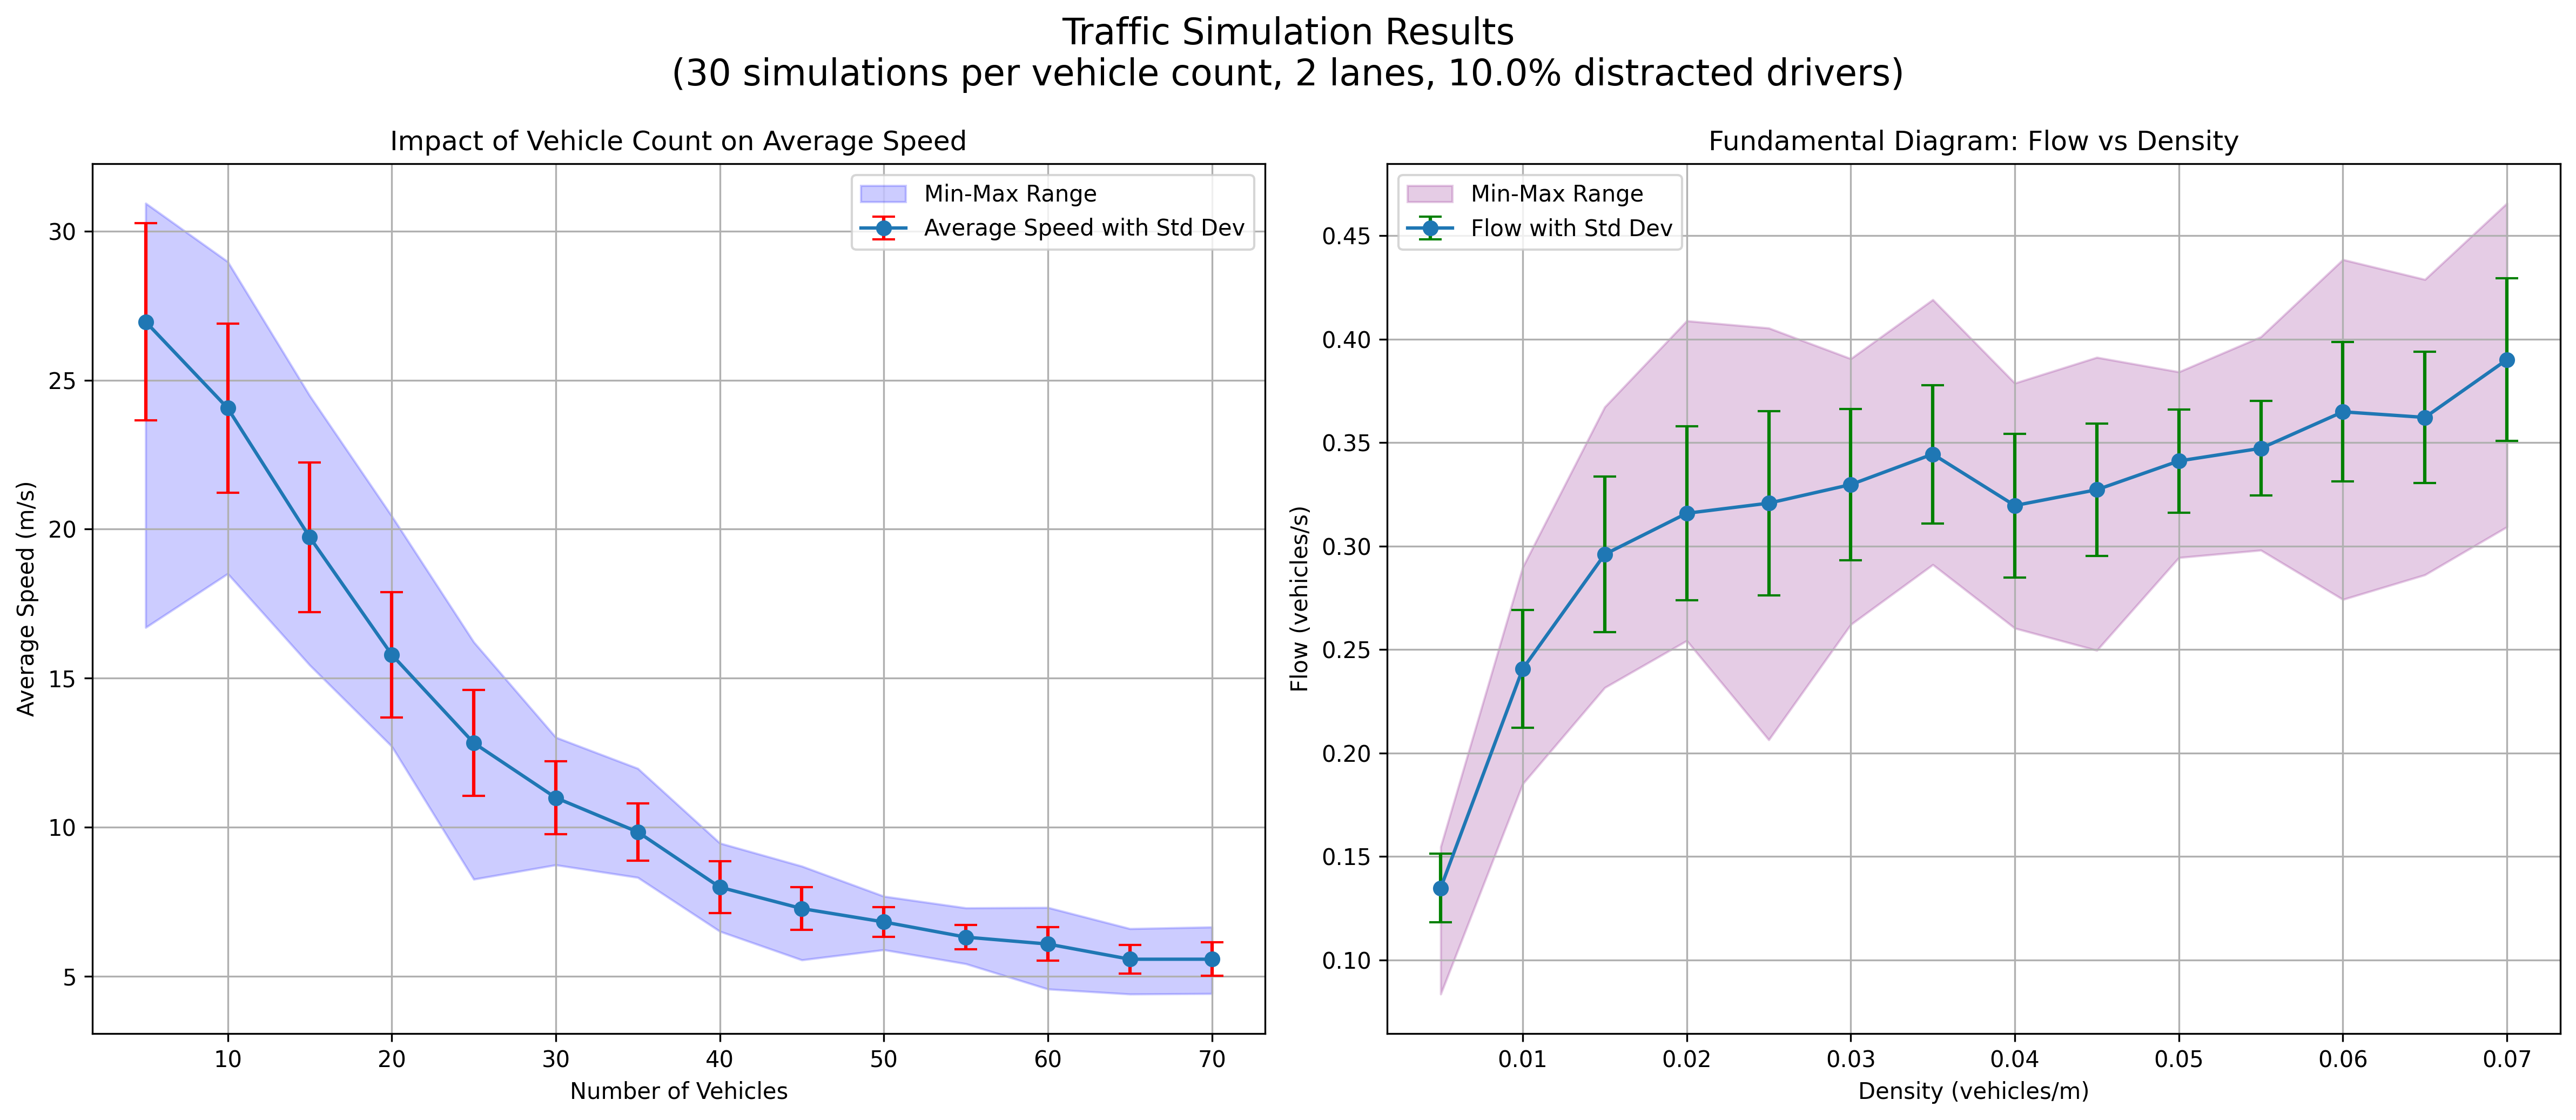 Traffic Simulation Results
(30 simulations per vehicle count, 2 lanes, 10.0% distracted drivers)
Impact of Vehicle Count on Average Speed
Min-Max Range
Average Speed with Std Dev
30
25
20
15
10
5
Average Speed (m/s)
10 20 30 40 50 60 70
Number of Vehicles
Fundamental Diagram: Flow vs Density
Min-Max Range
Flow with Std Dev
0.45
0.40
0.35
0.30
0.25
0.20
0.15
0.10
Flow (vehicles/s)
0.01 0.02 0.03 0.04 0.05 0.06 0.07
Density (vehicles/m)